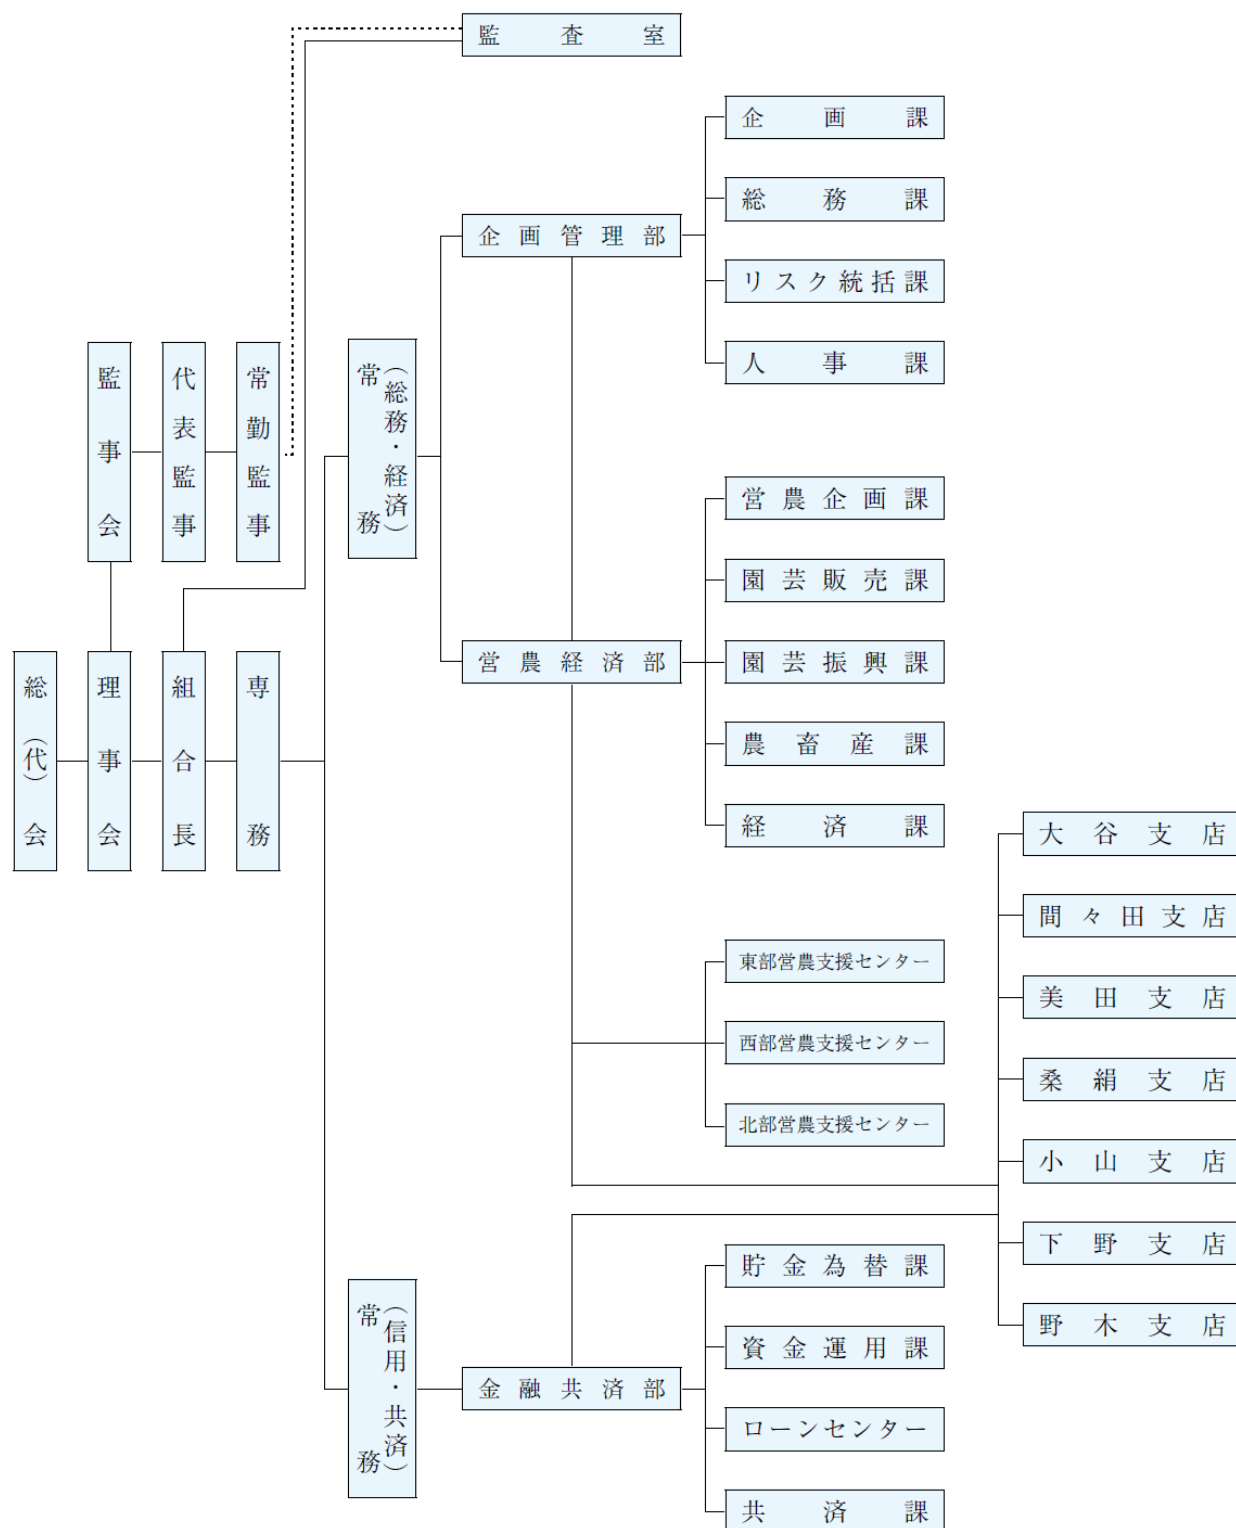 監査室
企画課
総務課
企画管理部
リスク統括課
人事課
監事会
代表監事
常勤監事
常務
(総務・経済)
営農企画課
園芸販売課
営農経済部
園芸振興課
農畜産課
経済課
総(代)会
理事会
組合長
専務
大谷支店
間々田支店
美田支店
桑絹支店
小山支店
下野支店
野木支店
東部営農支援センター
西部営農支援センター
北部営農支援センター
常務
(信用・共済)
金融共済部
貯金為替課
資金運用課
ローンセンター
共済課